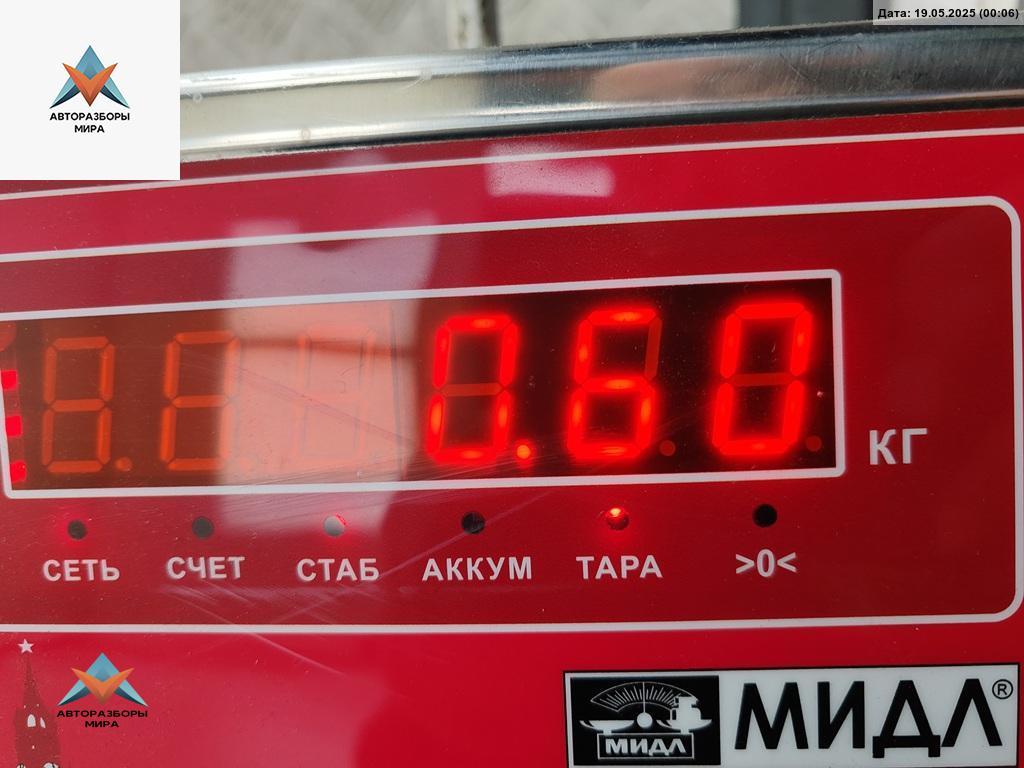 Дата: 19.05.2025 (00:06)
АВТОРАЗБОРЫ
МИРА
0.60
КГ
СЕТЬ СЧЕТ СТАБ АККУМ ТАРА >0<
АВТОРАЗБОРЫ
МИРА
МИДЛ
МИДЛ®